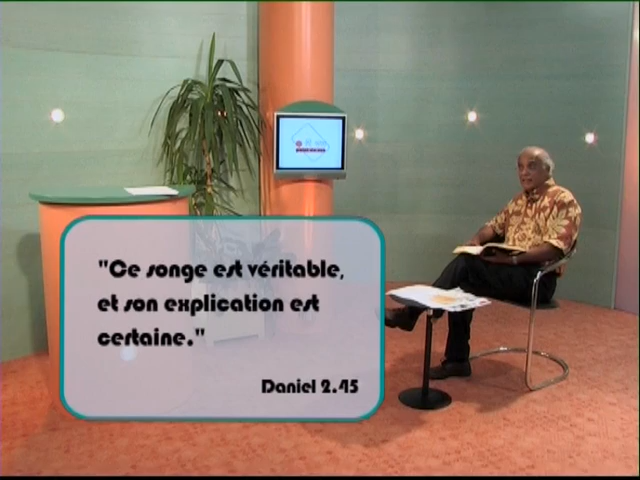 "Ce songe est véritable,
et son explication est
certaine."
Daniel 2.45